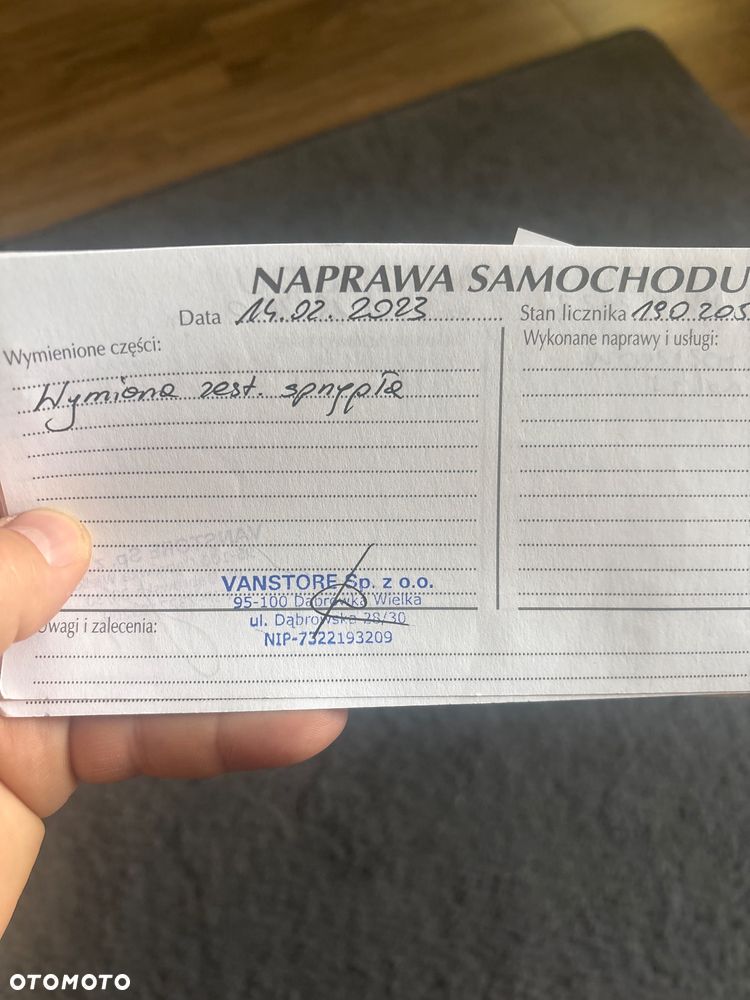 NAPRAWA SAMOCHODU
Data 14.02.2023 Stan licznika 190.205
Wymienione części:
Wykonane naprawy i usługi:
Wymiana zest. sprzęgła
VANSTORE Sp. z o.o.
95-100 Dąbrówka Wielka
ul. Dąbrowska 28/30
NIP-7322193209
Uwagi i zalecenia:
OTOMOTO